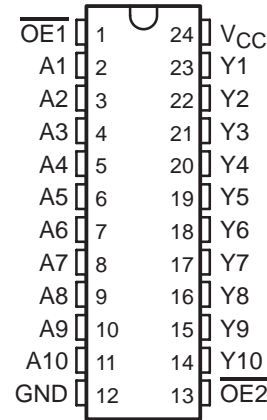 O̅E̅1̅ 1 24 VCC
A1 2 23 Y1
A2 3 22 Y2
A3 4 21 Y3
A4 5 20 Y4
A5 6 19 Y5
A6 7 18 Y6
A7 8 17 Y7
A8 9 16 Y8
A9 10 15 Y9
A10 11 14 Y10
GND 12 13 O̅E̅2̅